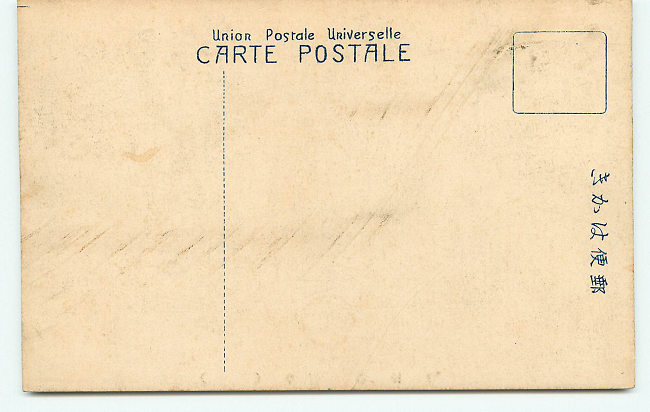 Union Postale Universelle
CARTE POSTALE
郵便はかき